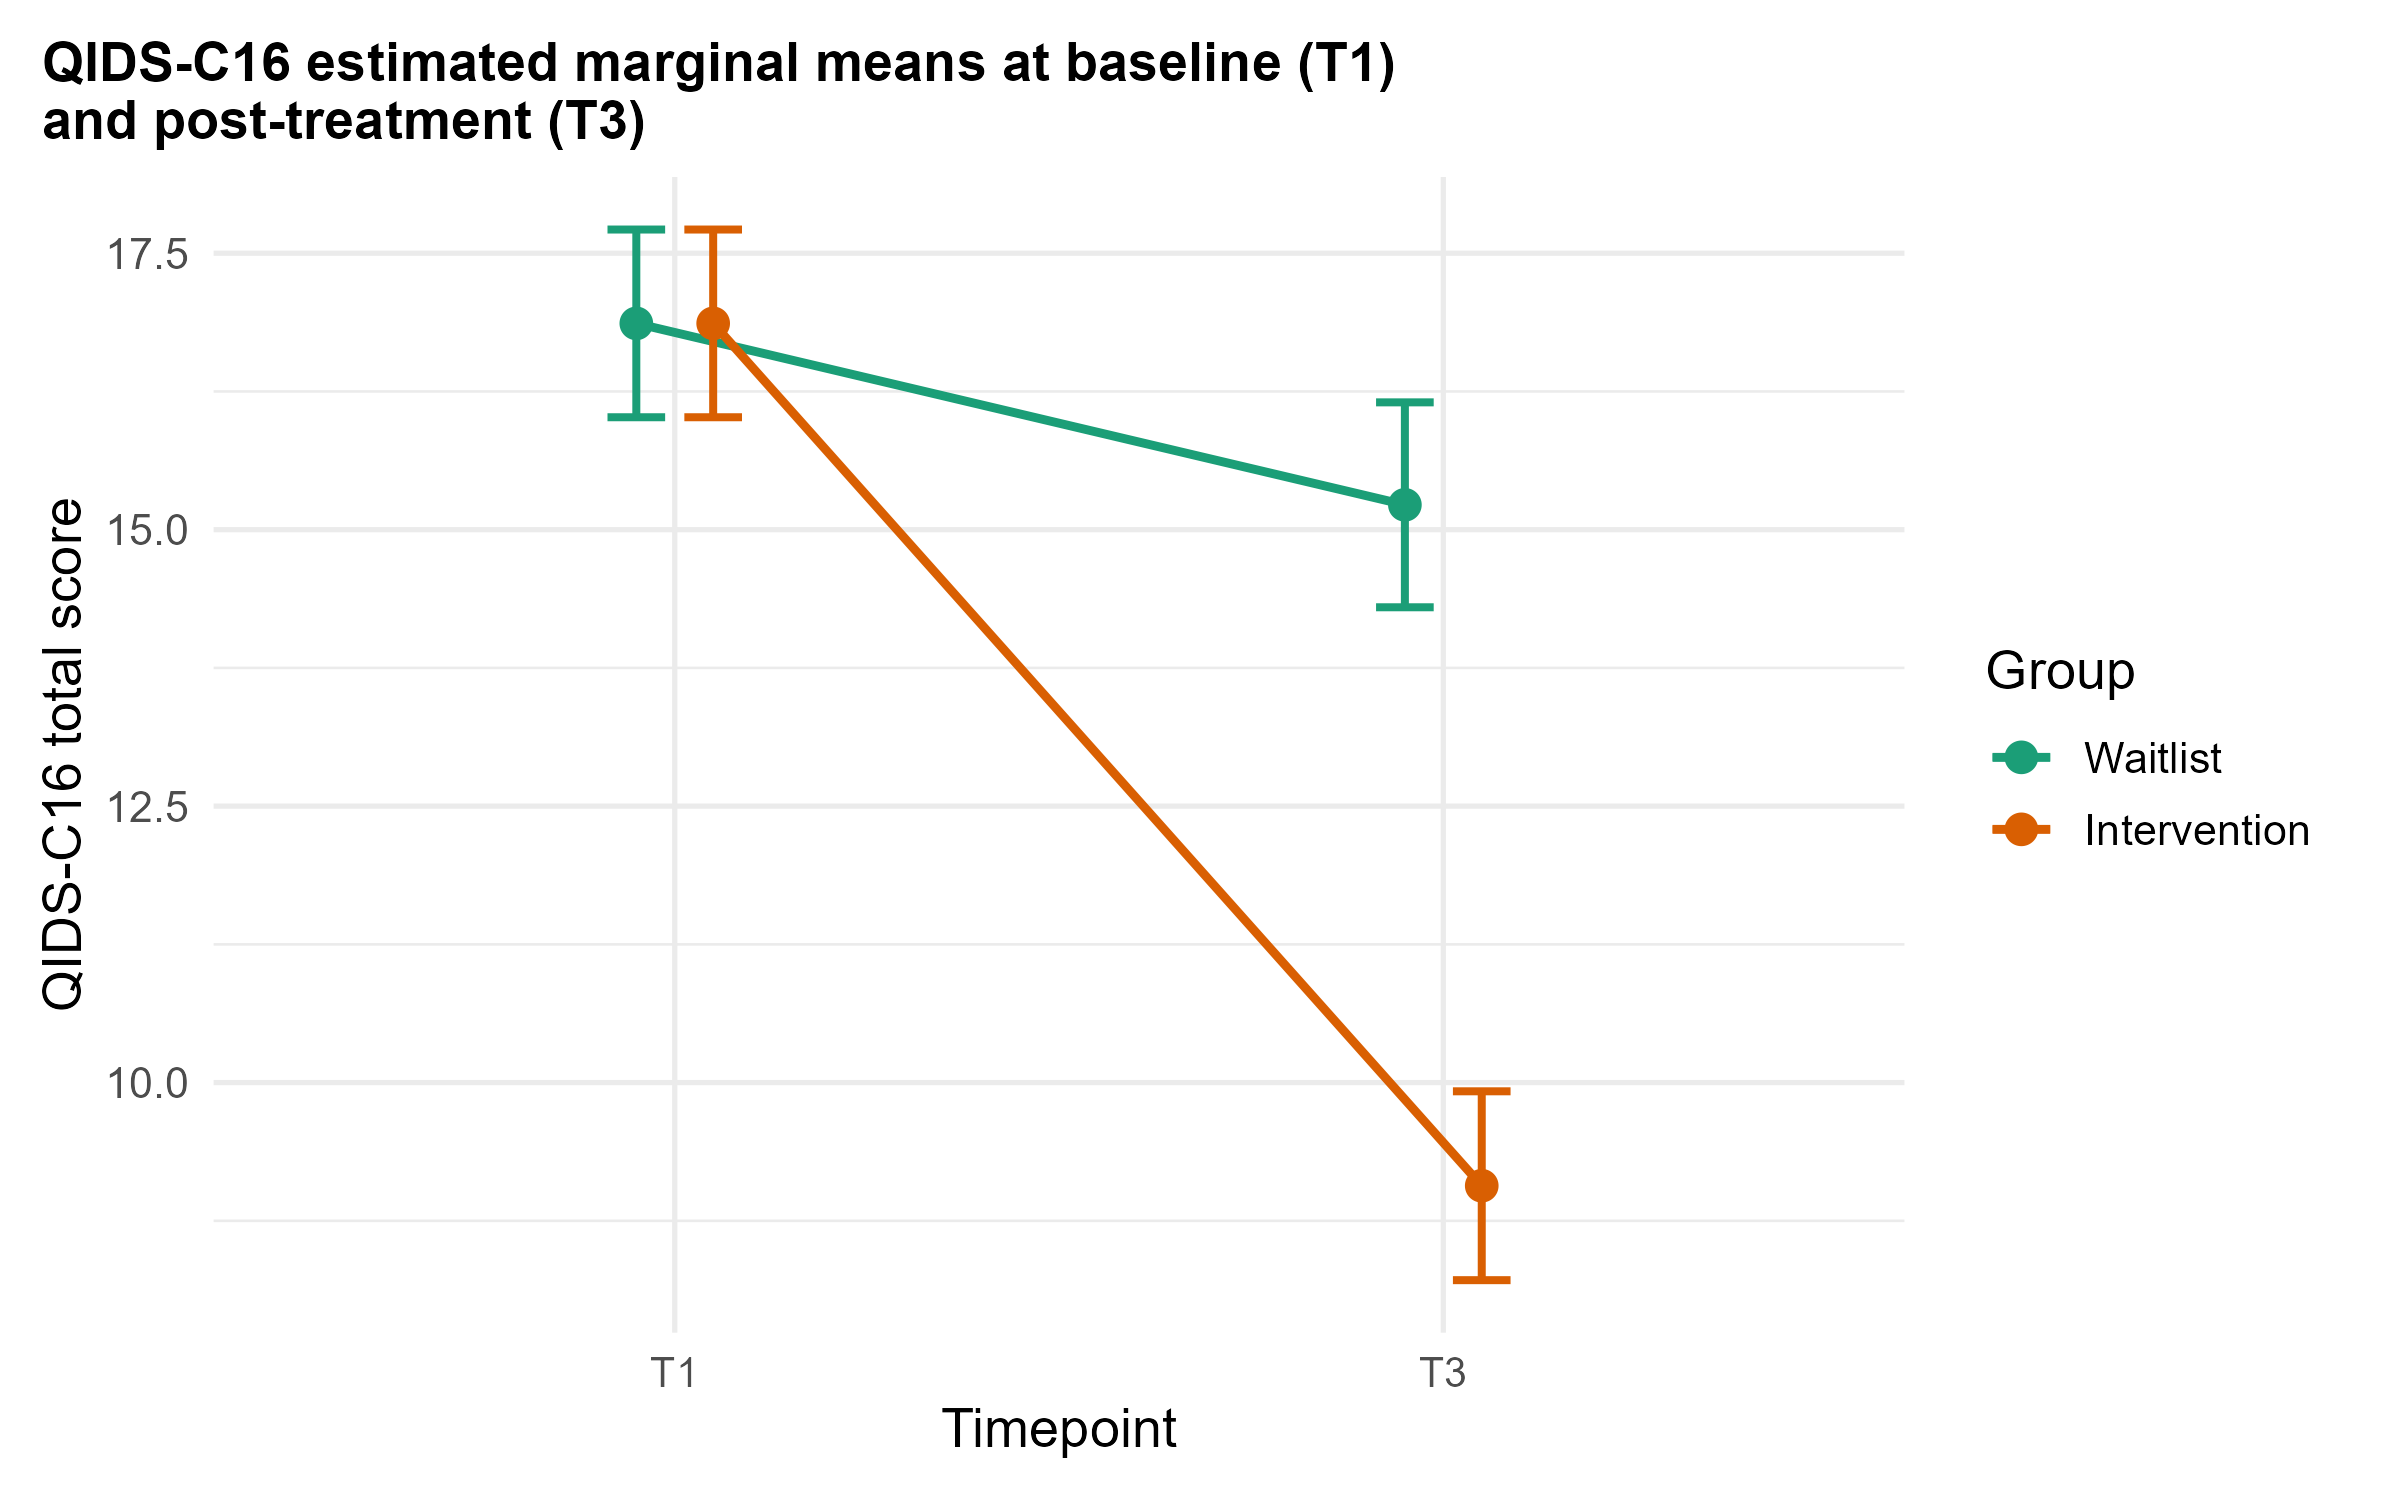 QIDS-C16 estimated marginal means at baseline (T1)
and post-treatment (T3)
17.5
15.0
12.5
10.0
QIDS-C16 total score
T1
T3
Timepoint
Group
Waitlist
Intervention